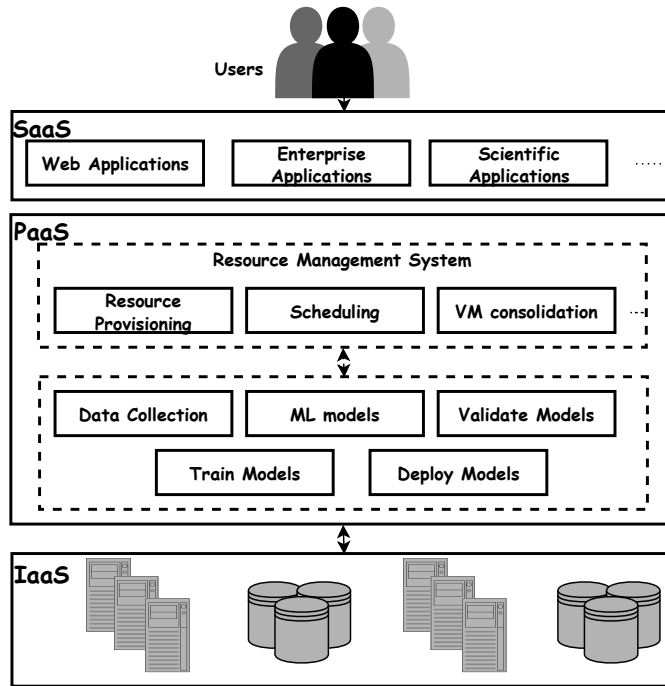 Users
SaaS
Web Applications
Enterprise
Applications
Scientific
Applications
......
PaaS
Resource Management System
Resource
Provisioning
Scheduling
VM consolidation
...
Data Collection
ML models
Validate Models
Train Models
Deploy Models
IaaS